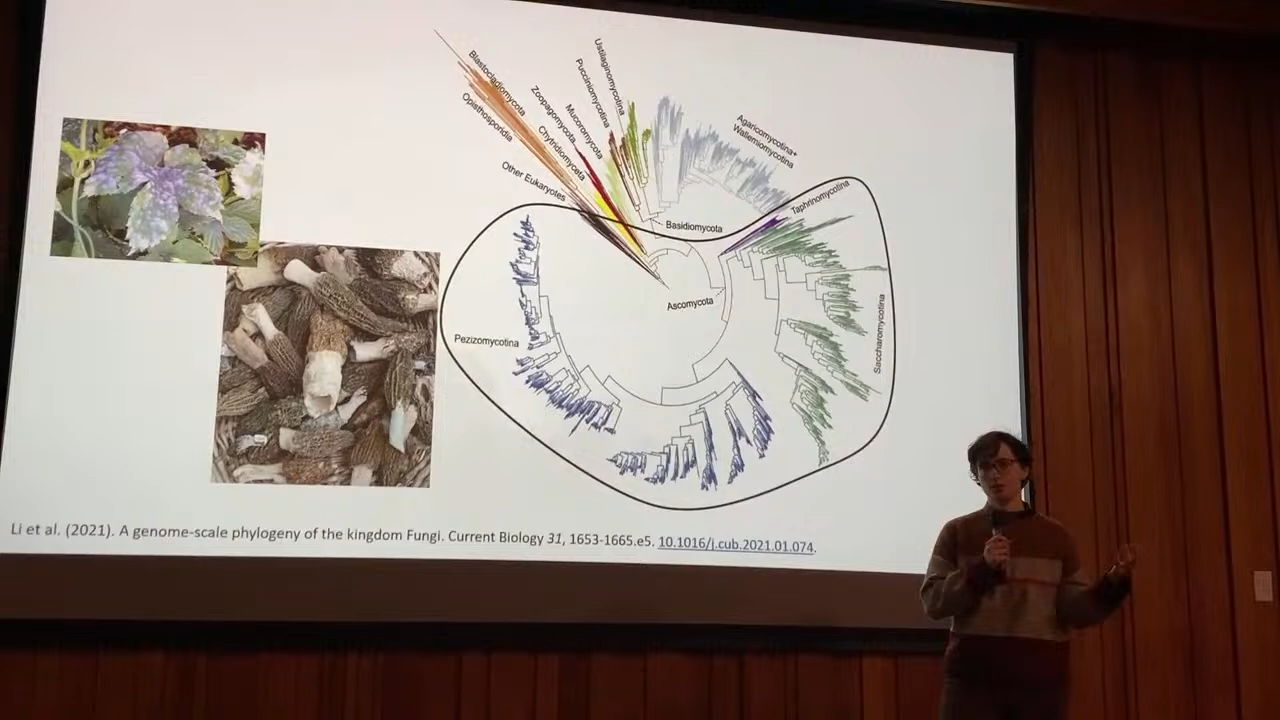 Ustilaginomycotina
Pucciniomycotina
Blastocladiomycota
Zoopagomycota
Mucoromycota
Opisthosporidia
Chytridiomycota
Other Eukaryotes
Agaricomycotina+
Wallemiomycotina
Taphrinomycotina
Basidiomycota
Ascomycota
Saccharomycotina
Pezizomycotina
Li et al. (2021). A genome-scale phylogeny of the kingdom Fungi. Current Biology 31, 1653-1665.e5. 10.1016/j.cub.2021.01.074.